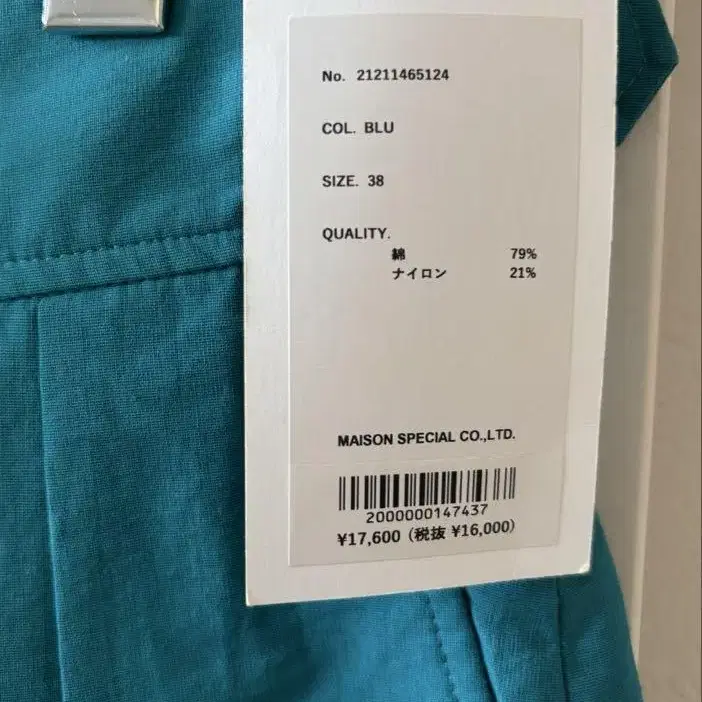 No. 21211465124
COL. BLU
SIZE. 38
QUALITY.
綿 79%
ナイロン 21%
MAISON SPECIAL CO.,LTD.
2000000147437
¥17,600 (税抜 ¥16,000)